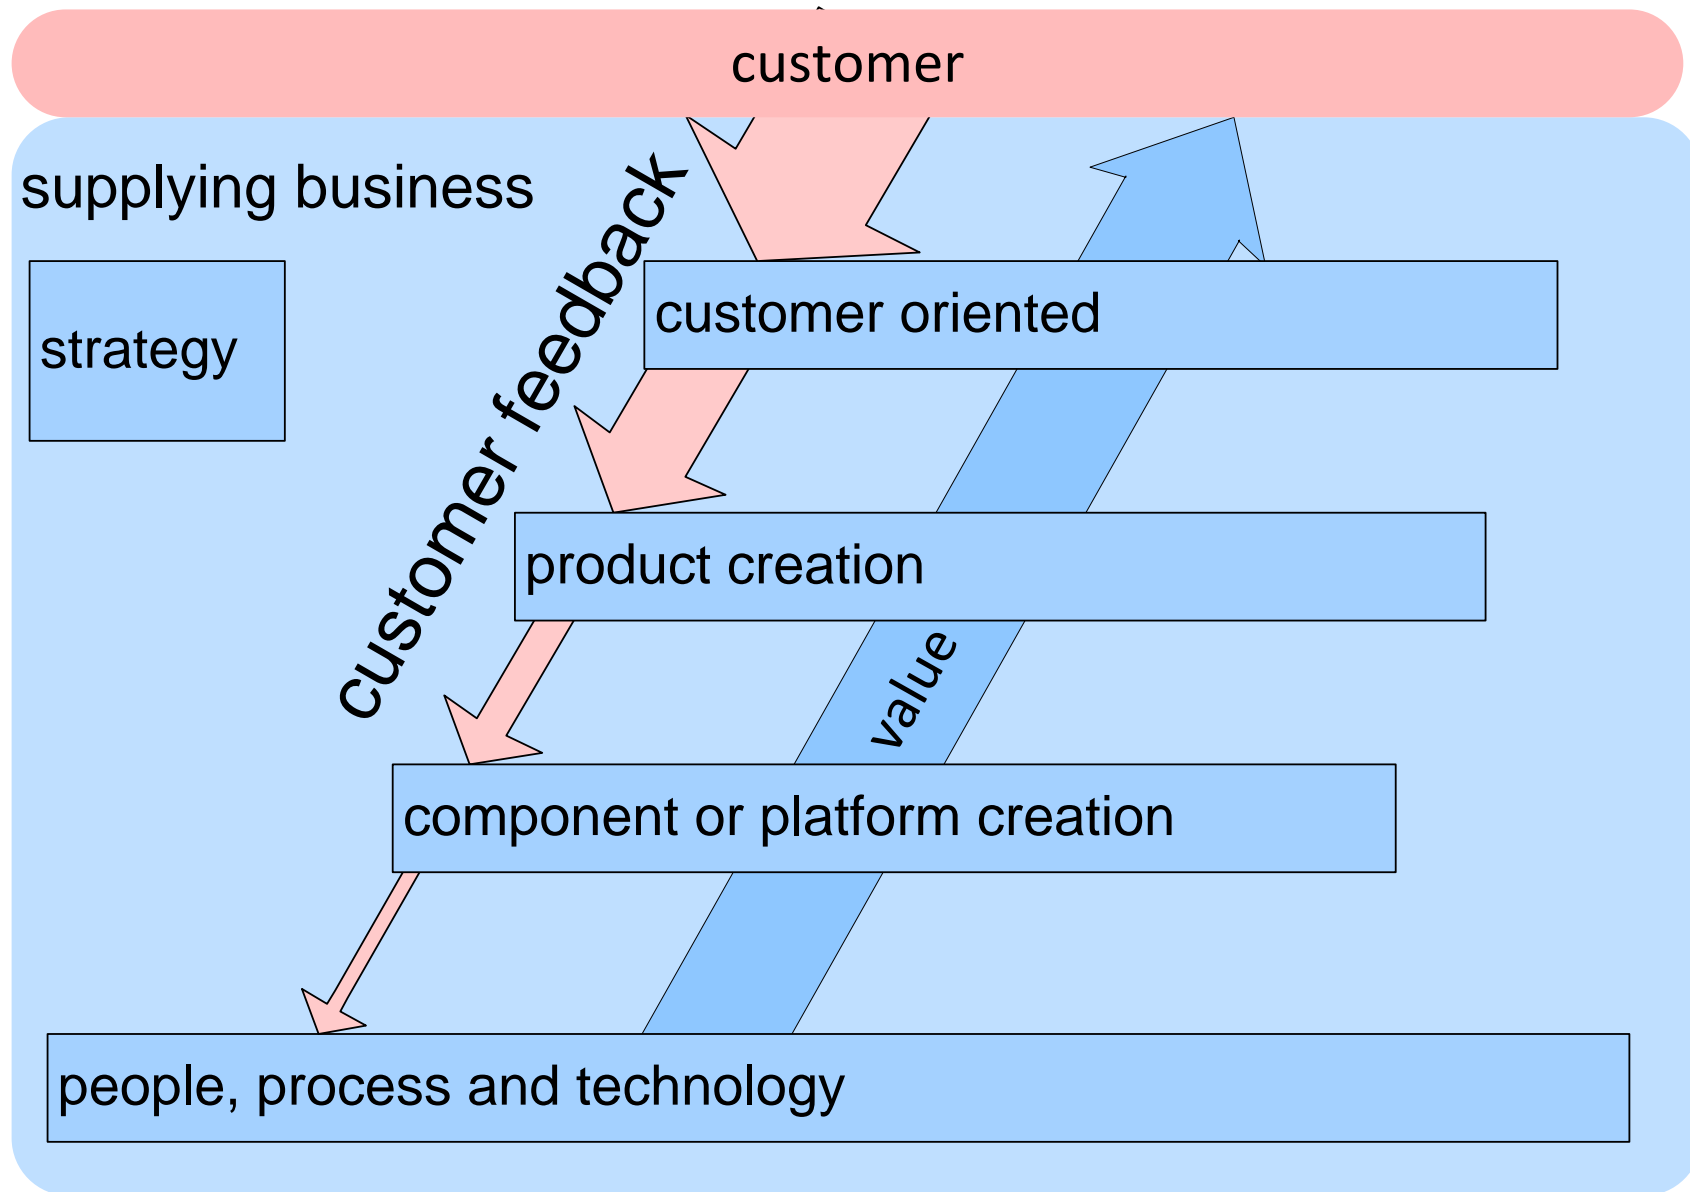 customer
supplying business
strategy
customer feedback
customer oriented
product creation
value
component or platform creation
people, process and technology